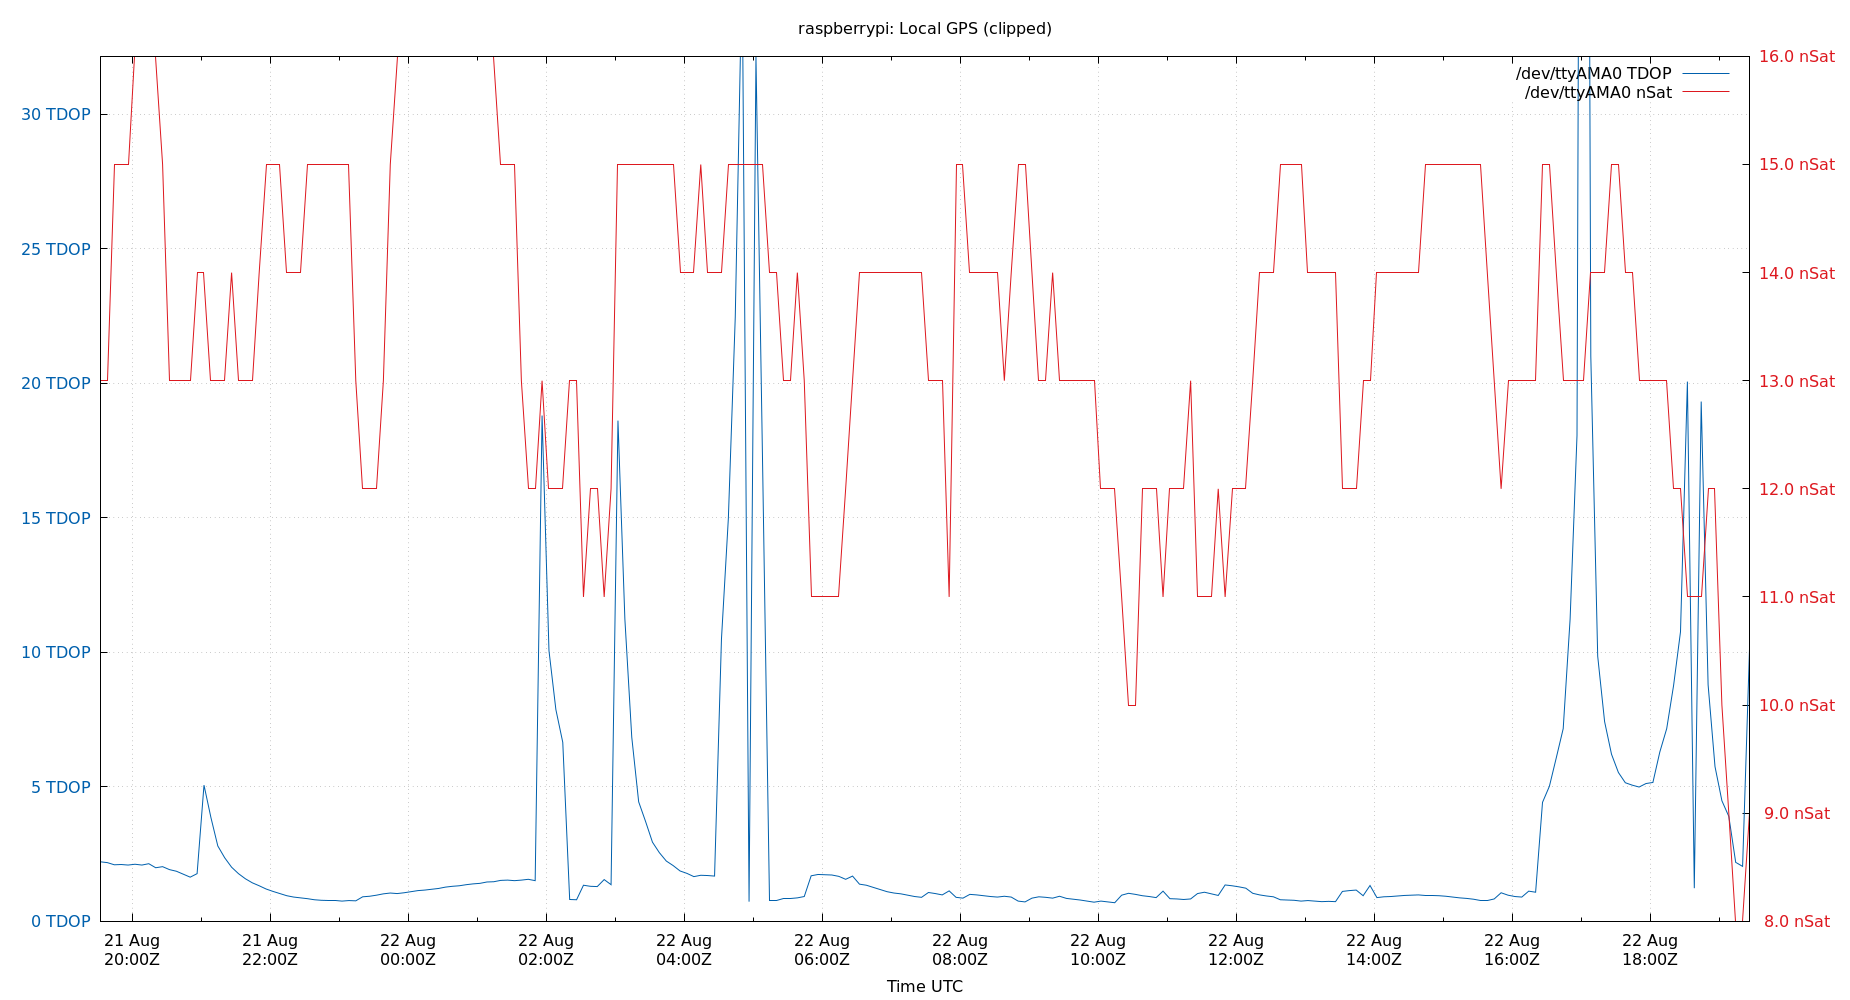 raspberrypi: Local GPS (clipped)
/dev/ttyAMA0 TDOP
/dev/ttyAMA0 nSat
30 TDOP
25 TDOP
20 TDOP
15 TDOP
10 TDOP
5 TDOP
0 TDOP
16.0 nSat
15.0 nSat
14.0 nSat
13.0 nSat
12.0 nSat
11.0 nSat
10.0 nSat
9.0 nSat
8.0 nSat
21 Aug
20:00Z
21 Aug
22:00Z
22 Aug
00:00Z
22 Aug
02:00Z
22 Aug
04:00Z
22 Aug
06:00Z
22 Aug
08:00Z
22 Aug
10:00Z
22 Aug
12:00Z
22 Aug
14:00Z
22 Aug
16:00Z
22 Aug
18:00Z
Time UTC